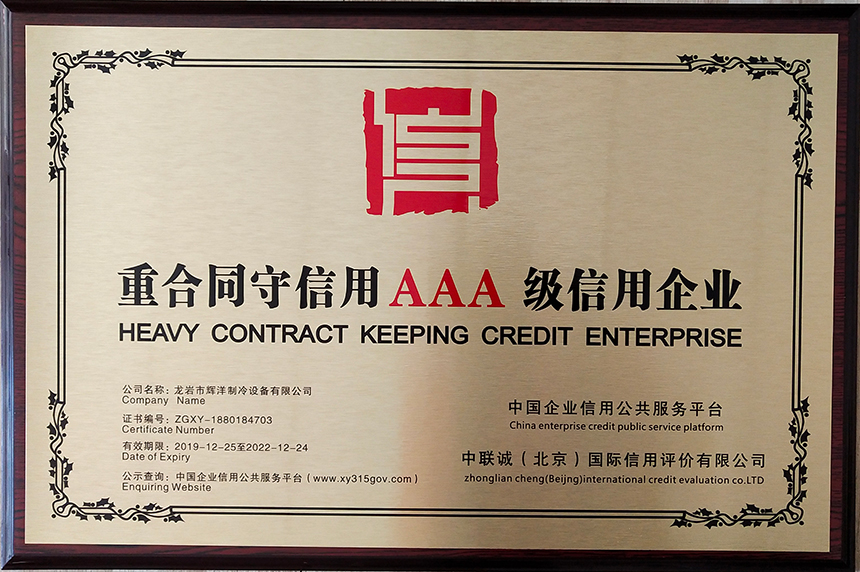 信
重合同守信用AAA 级信用企业
HEAVY CONTRACT KEEPING CREDIT ENTERPRISE
公司名称：龙岩市辉洋制冷设备有限公司
Company Name
证书编号：ZGXY-1880184703
Certificate Number
有效期限：2019-12-25至2022-12-24
Date of Expiry
公示查询：中国企业信用公共服务平台（www.xy315gov.com）
Enquiring Website
中国企业信用公共服务平台
China enterprise credit public service platform
中联诚（北京）国际信用评价有限公司
zhonglian cheng(Beijng)international credit evaluation co.LTD